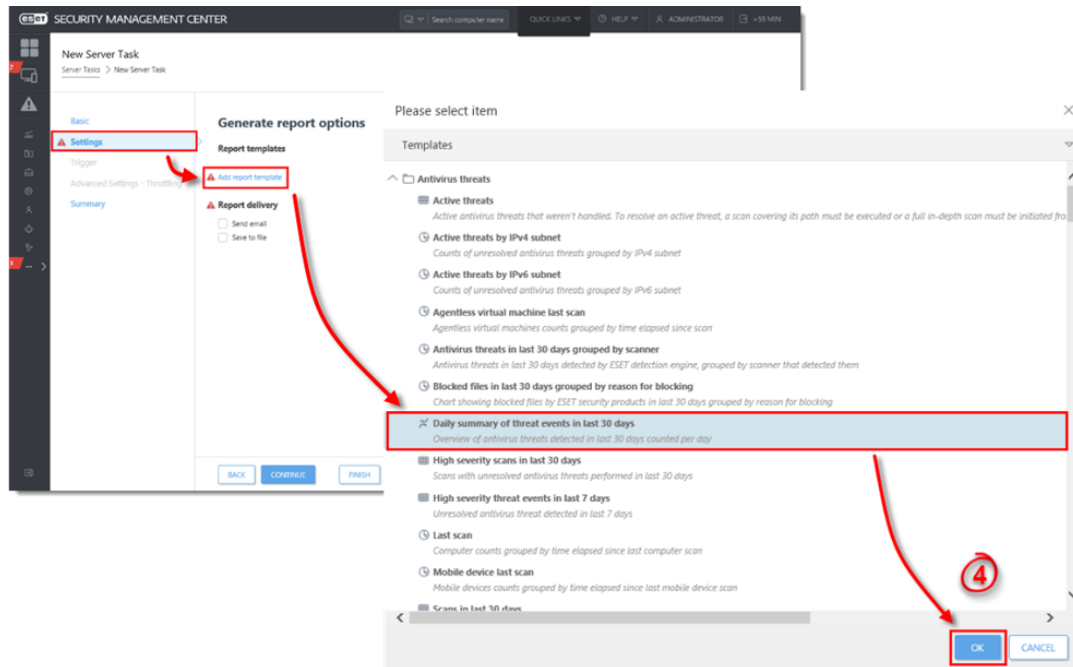 eset SECURITY MANAGEMENT CENTER
Search computer name
QUICK LINKS
HELP
ADMINISTRATOR
>59 MIN
New Server Task
Server Tasks > New Server Task
Basic
Settings
Trigger
Advanced Settings - Throttling
Summary
Generate report options
Report templates
Add report template
Report delivery
Send email
Save to file
BACK
CONTINUE
FINISH
Please select item
Templates
Antivirus threats
Active threats
Active antivirus threats that weren't handled. To resolve an active threat, a scan covering its path must be executed or a full in-depth scan must be initiated fro
Active threats by IPv4 subnet
Counts of unresolved antivirus threats grouped by IPv4 subnet
Active threats by IPv6 subnet
Counts of unresolved antivirus threats grouped by IPv6 subnet
Agentless virtual machine last scan
Agentless virtual machines counts grouped by time elapsed since scan
Antivirus threats in last 30 days grouped by scanner
Antivirus threats in last 30 days detected by ESET detection engine, grouped by scanner that detected them
Blocked files in last 30 days grouped by reason for blocking
Chart showing blocked files by ESET security products in last 30 days grouped by reason for blocking
Daily summary of threat events in last 30 days
Overview of antivirus threats detected in last 30 days counted per day
High severity scans in last 30 days
Scans with unresolved antivirus threats performed in last 30 days
High severity threat events in last 7 days
Unresolved antivirus threat detected in last 7 days
Last scan
Computer counts grouped by time elapsed since last computer scan
Mobile device last scan
Mobile devices counts grouped by time elapsed since last mobile device scan
Scans in last 30 days
4
OK
CANCEL